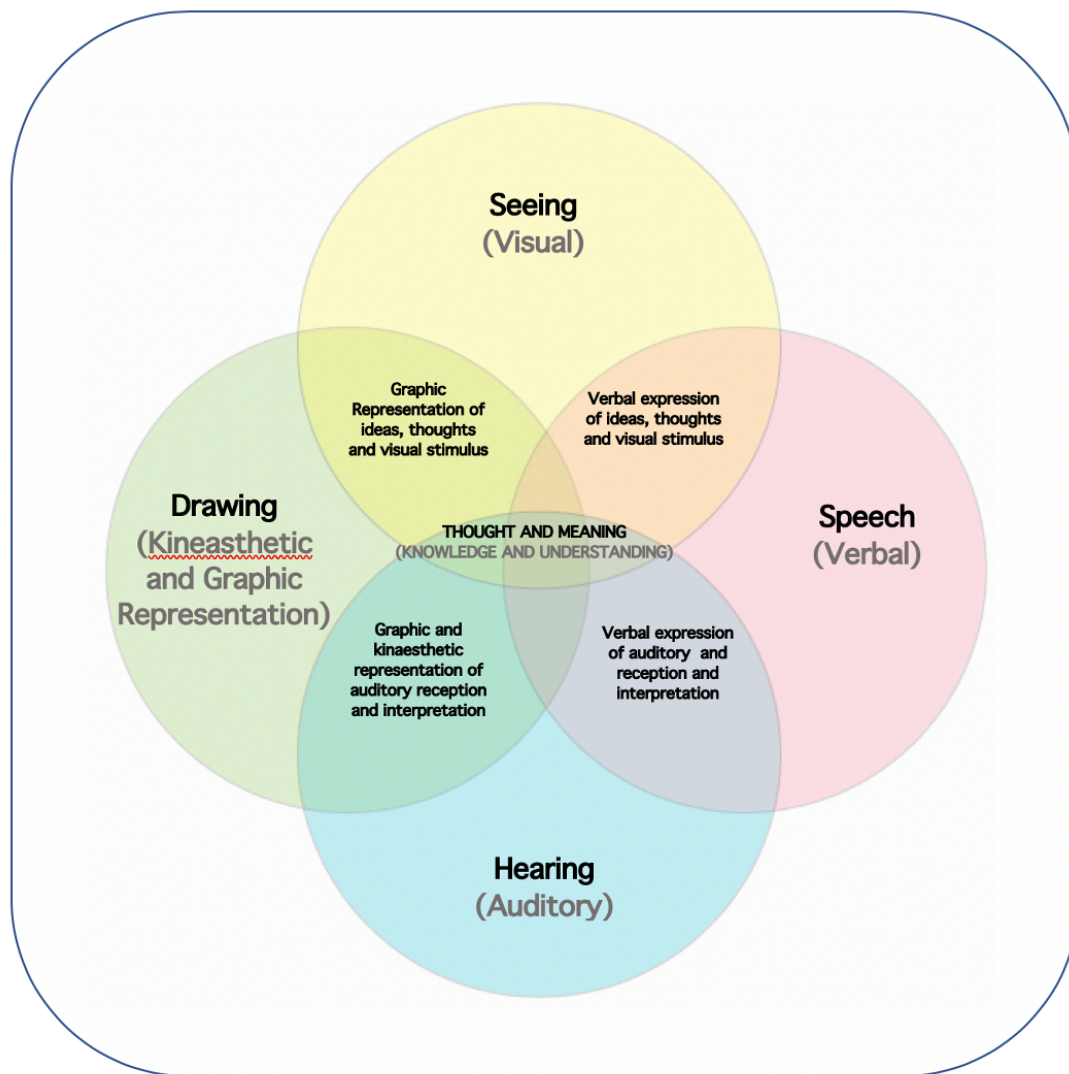 Seeing
(Visual)
Graphic
Representation of
ideas, thoughts
and visual stimulus
Verbal expression
of ideas, thoughts
and visual stimulus
Drawing
(Kineasthetic
and Graphic
Representation)
THOUGHT AND MEANING
(KNOWLEDGE AND UNDERSTANDING)
Speech
(Verbal)
Graphic and
kinaesthetic
representation of
auditory reception
and interpretation
Verbal expression
of auditory and
reception and
interpretation
Hearing
(Auditory)